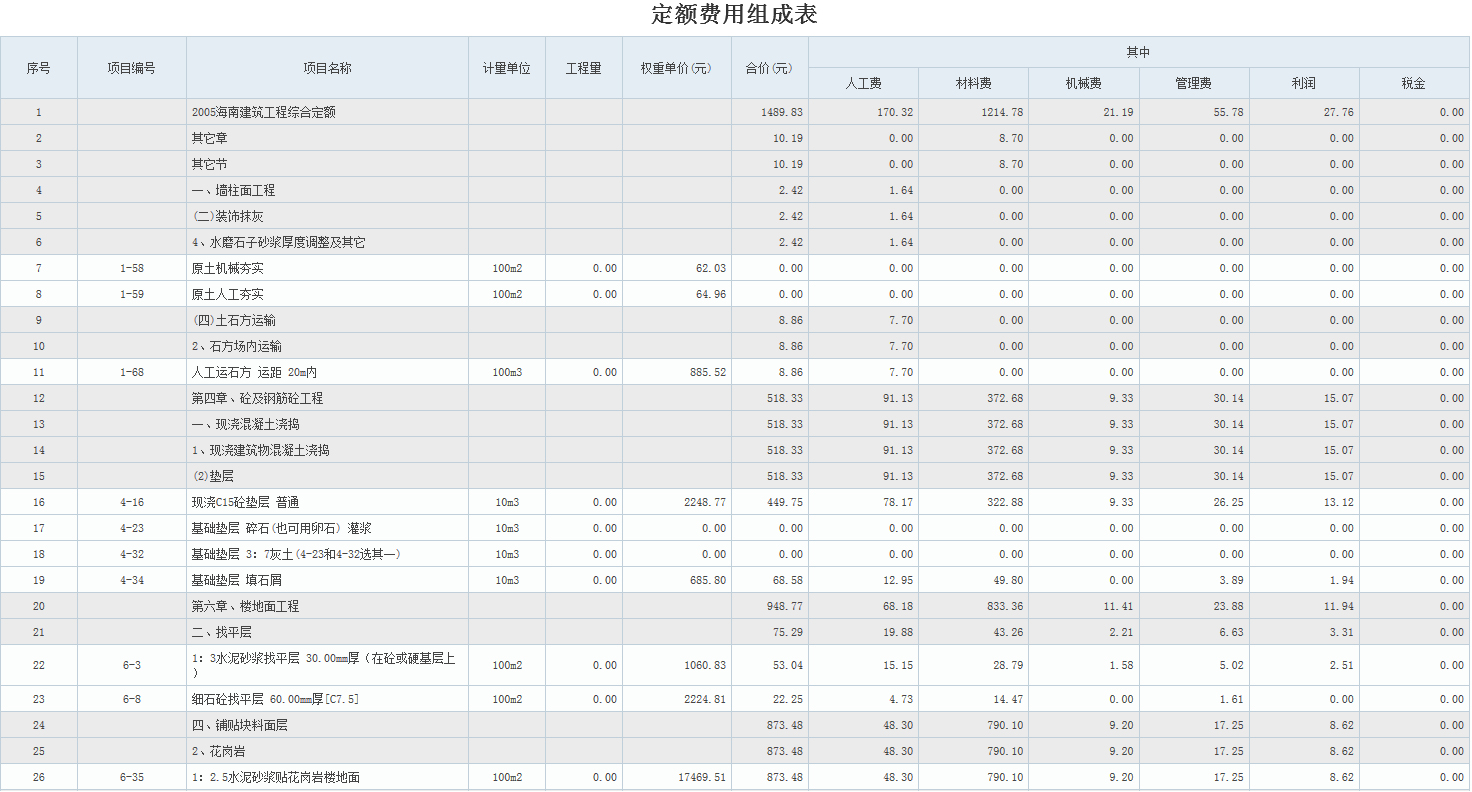 定额费用组成表
序号 项目编号 项目名称 计量单位 工程量 权重单价(元) 合价(元) 其中
人工费 材料费 机械费 管理费 利润 税金
1 2005海南建筑工程综合定额 1489.83 170.32 1214.78 21.19 55.78 27.76 0.00
2 其它章 10.19 0.00 8.70 0.00 0.00 0.00 0.00
3 其它节 10.19 0.00 8.70 0.00 0.00 0.00 0.00
4 一、墙柱面工程 2.42 1.64 0.00 0.00 0.00 0.00 0.00
5 (二)装饰抹灰 2.42 1.64 0.00 0.00 0.00 0.00 0.00
6 4、水磨石子砂浆厚度调整及其它 2.42 1.64 0.00 0.00 0.00 0.00 0.00
7 1-58 原土机械夯实 100m2 0.00 62.03 0.00 0.00 0.00 0.00 0.00 0.00 0.00
8 1-59 原土人工夯实 100m2 0.00 64.96 0.00 0.00 0.00 0.00 0.00 0.00 0.00
9 (四)土石方运输 8.86 7.70 0.00 0.00 0.00 0.00 0.00
10 2、石方场内运输 8.86 7.70 0.00 0.00 0.00 0.00 0.00
11 1-68 人工运石方 运距 20m内 100m3 0.00 885.52 8.86 7.70 0.00 0.00 0.00 0.00 0.00
12 第四章、砼及钢筋砼工程 518.33 91.13 372.68 9.33 30.14 15.07 0.00
13 一、现浇混凝土浇捣 518.33 91.13 372.68 9.33 30.14 15.07 0.00
14 1、现浇建筑物混凝土浇捣 518.33 91.13 372.68 9.33 30.14 15.07 0.00
15 (2)垫层 518.33 91.13 372.68 9.33 30.14 15.07 0.00
16 4-16 现浇C15砼垫层 普通 10m3 0.00 2248.77 449.75 78.17 322.88 9.33 26.25 13.12 0.00
17 4-23 基础垫层 碎石(也可用卵石) 灌浆 10m3 0.00 0.00 0.00 0.00 0.00 0.00 0.00 0.00 0.00
18 4-32 基础垫层 3：7灰土(4-23和4-32选其一) 10m3 0.00 0.00 0.00 0.00 0.00 0.00 0.00 0.00 0.00
19 4-34 基础垫层 填石屑 10m3 0.00 685.80 68.58 12.95 49.80 0.00 3.89 1.94 0.00
20 第六章、楼地面工程 948.77 68.18 833.36 11.41 23.88 11.94 0.00
21 二、找平层 75.29 19.88 43.26 2.21 6.63 3.31 0.00
22 6-3 1：3水泥砂浆找平层 30.00mm厚（在砼或硬基层上 100m2 0.00 1060.83 53.04 15.15 28.79 1.58 5.02 2.51 0.00
）
23 6-8 细石砼找平层 60.00mm厚[C7.5] 100m2 0.00 2224.81 22.25 4.73 14.47 0.00 1.61 0.00 0.00
24 四、铺贴块料面层 873.48 48.30 790.10 9.20 17.25 8.62 0.00
25 2、花岗岩 873.48 48.30 790.10 9.20 17.25 8.62 0.00
26 6-35 1：2.5水泥砂浆贴花岗岩楼地面 100m2 0.00 17469.51 873.48 48.30 790.10 9.20 17.25 8.62 0.00